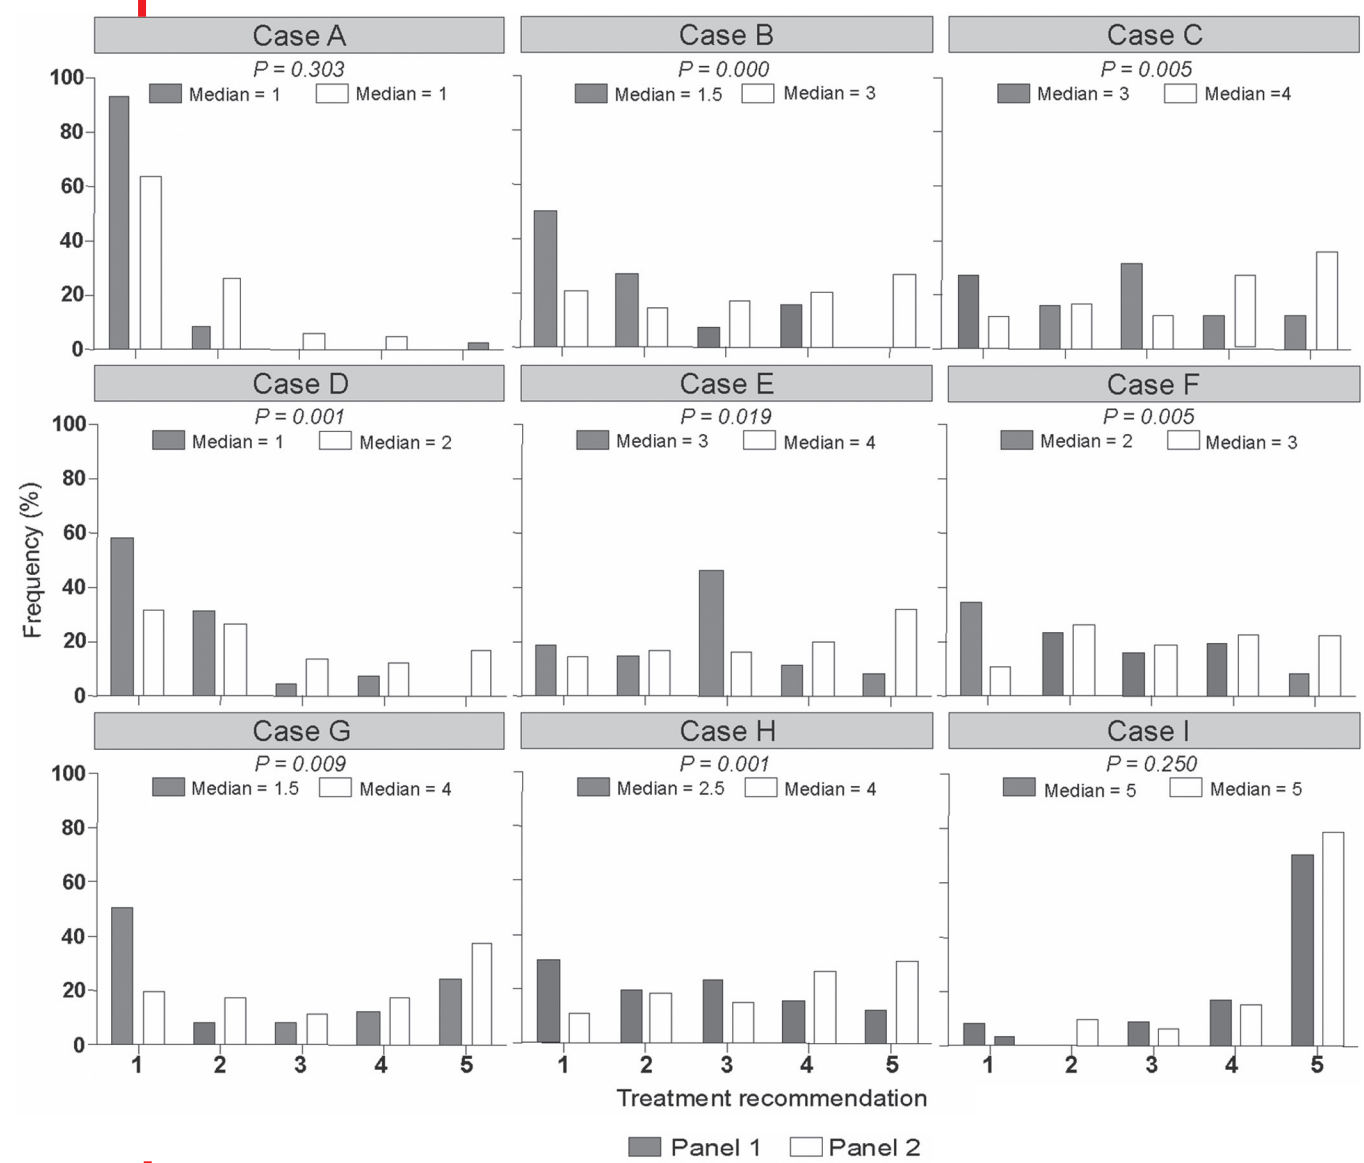 Case A
Case B
Case C
P = 0.303
P = 0.000
P = 0.005
Median = 1
Median = 1
Median = 1.5
Median = 3
Median = 3
Median =4
100
80
60
40
20
0
Case D
Case E
Case F
P = 0.001
P = 0.019
P = 0.005
Median = 1
Median = 2
Median = 3
Median = 4
Median = 2
Median = 3
100
80
60
40
20
0
Frequency (%)
Case G
Case H
Case I
P = 0.009
P = 0.001
P = 0.250
Median = 1.5
Median = 4
Median = 2.5
Median = 4
Median = 5
Median = 5
100
80
60
40
20
0
1 2 3 4 5
1 2 3 4 5
1 2 3 4 5
Treatment recommendation
Panel 1
Panel 2